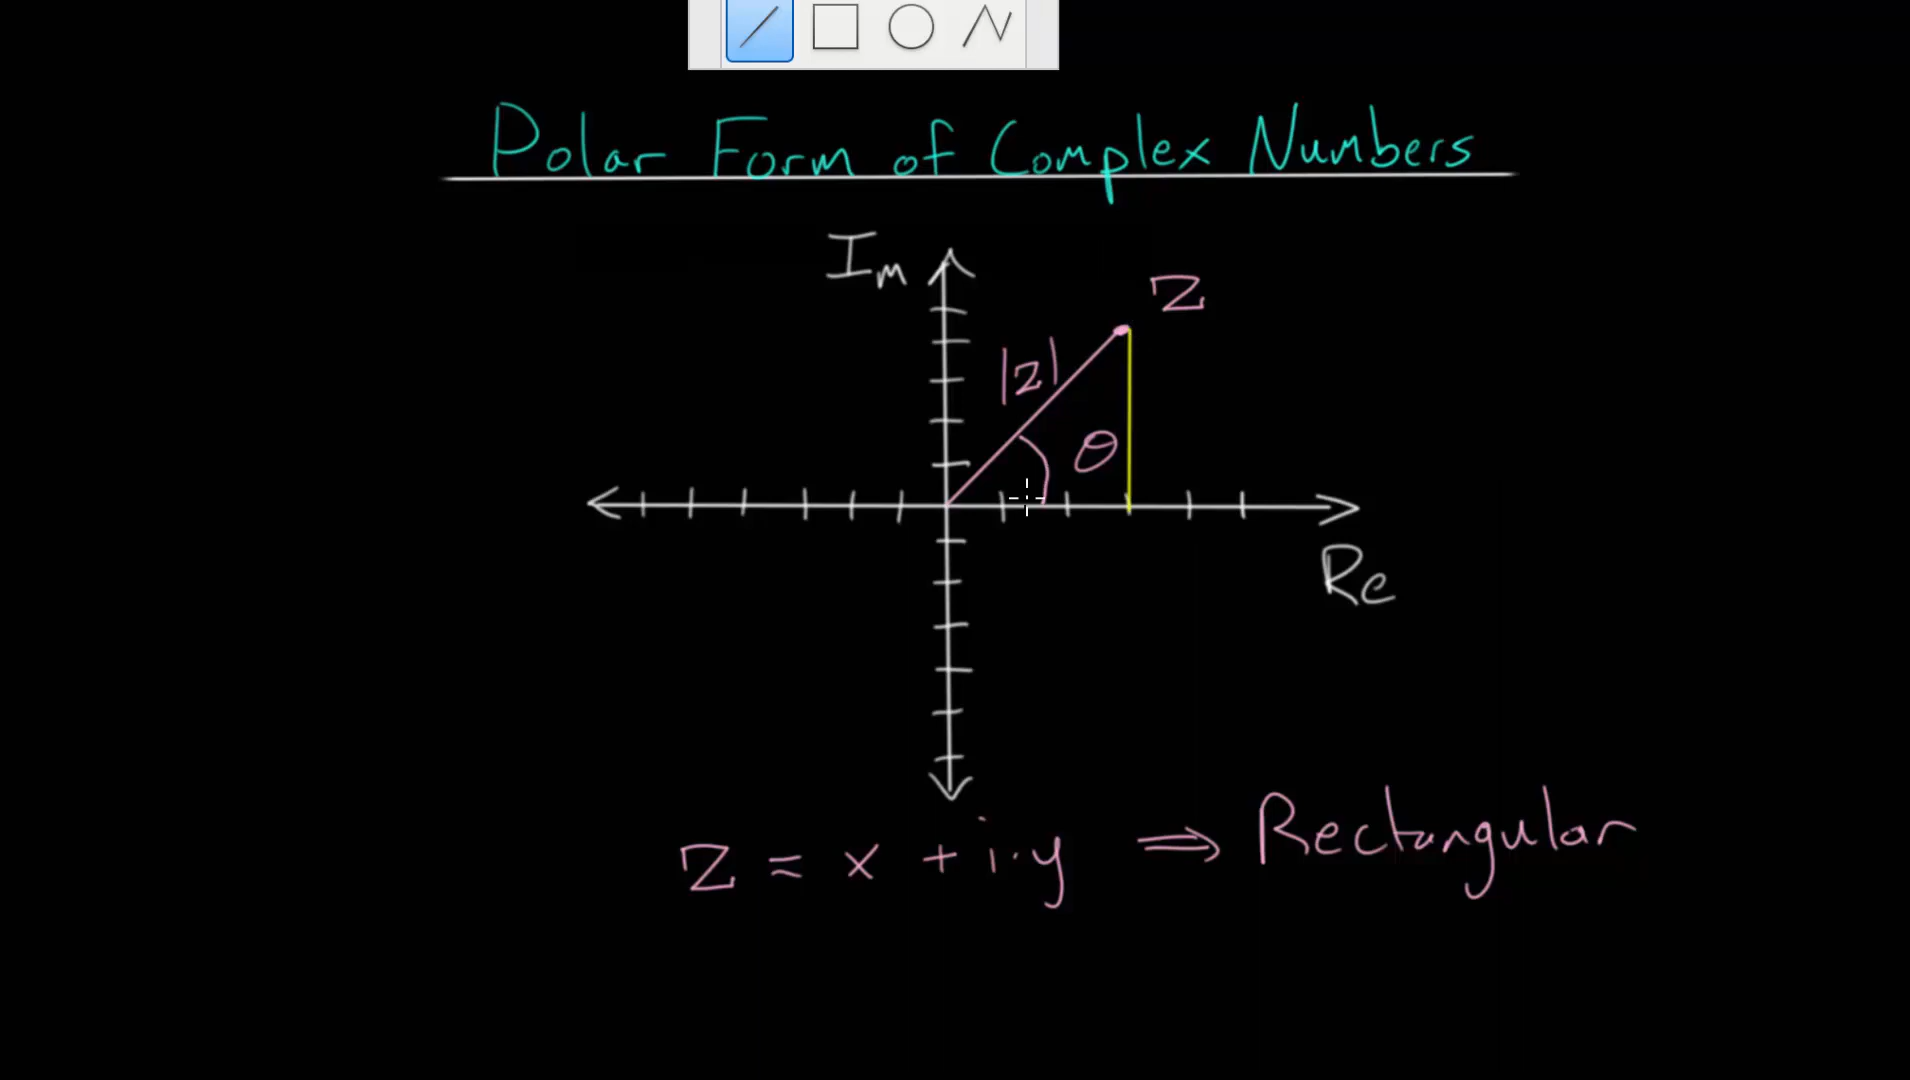 Polar Form of Complex Numbers
Im
z
|z|
θ
Re
z = x + i·y ⇒ Rectangular